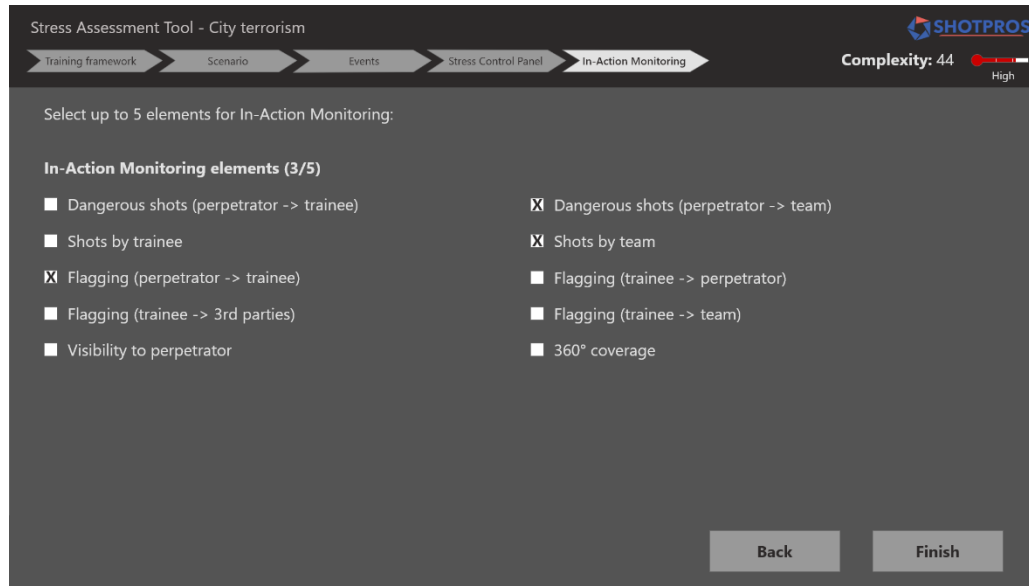 Stress Assessment Tool - City terrorism
SHOTPROS
Training framework
Scenario
Events
Stress Control Panel
In-Action Monitoring
Complexity: 44
High
Select up to 5 elements for In-Action Monitoring:
In-Action Monitoring elements (3/5)
Dangerous shots (perpetrator -> trainee)
X Dangerous shots (perpetrator -> team)
Shots by trainee
X Shots by team
X Flagging (perpetrator -> trainee)
Flagging (trainee -> perpetrator)
Flagging (trainee -> 3rd parties)
Flagging (trainee -> team)
Visibility to perpetrator
360° coverage
Back
Finish